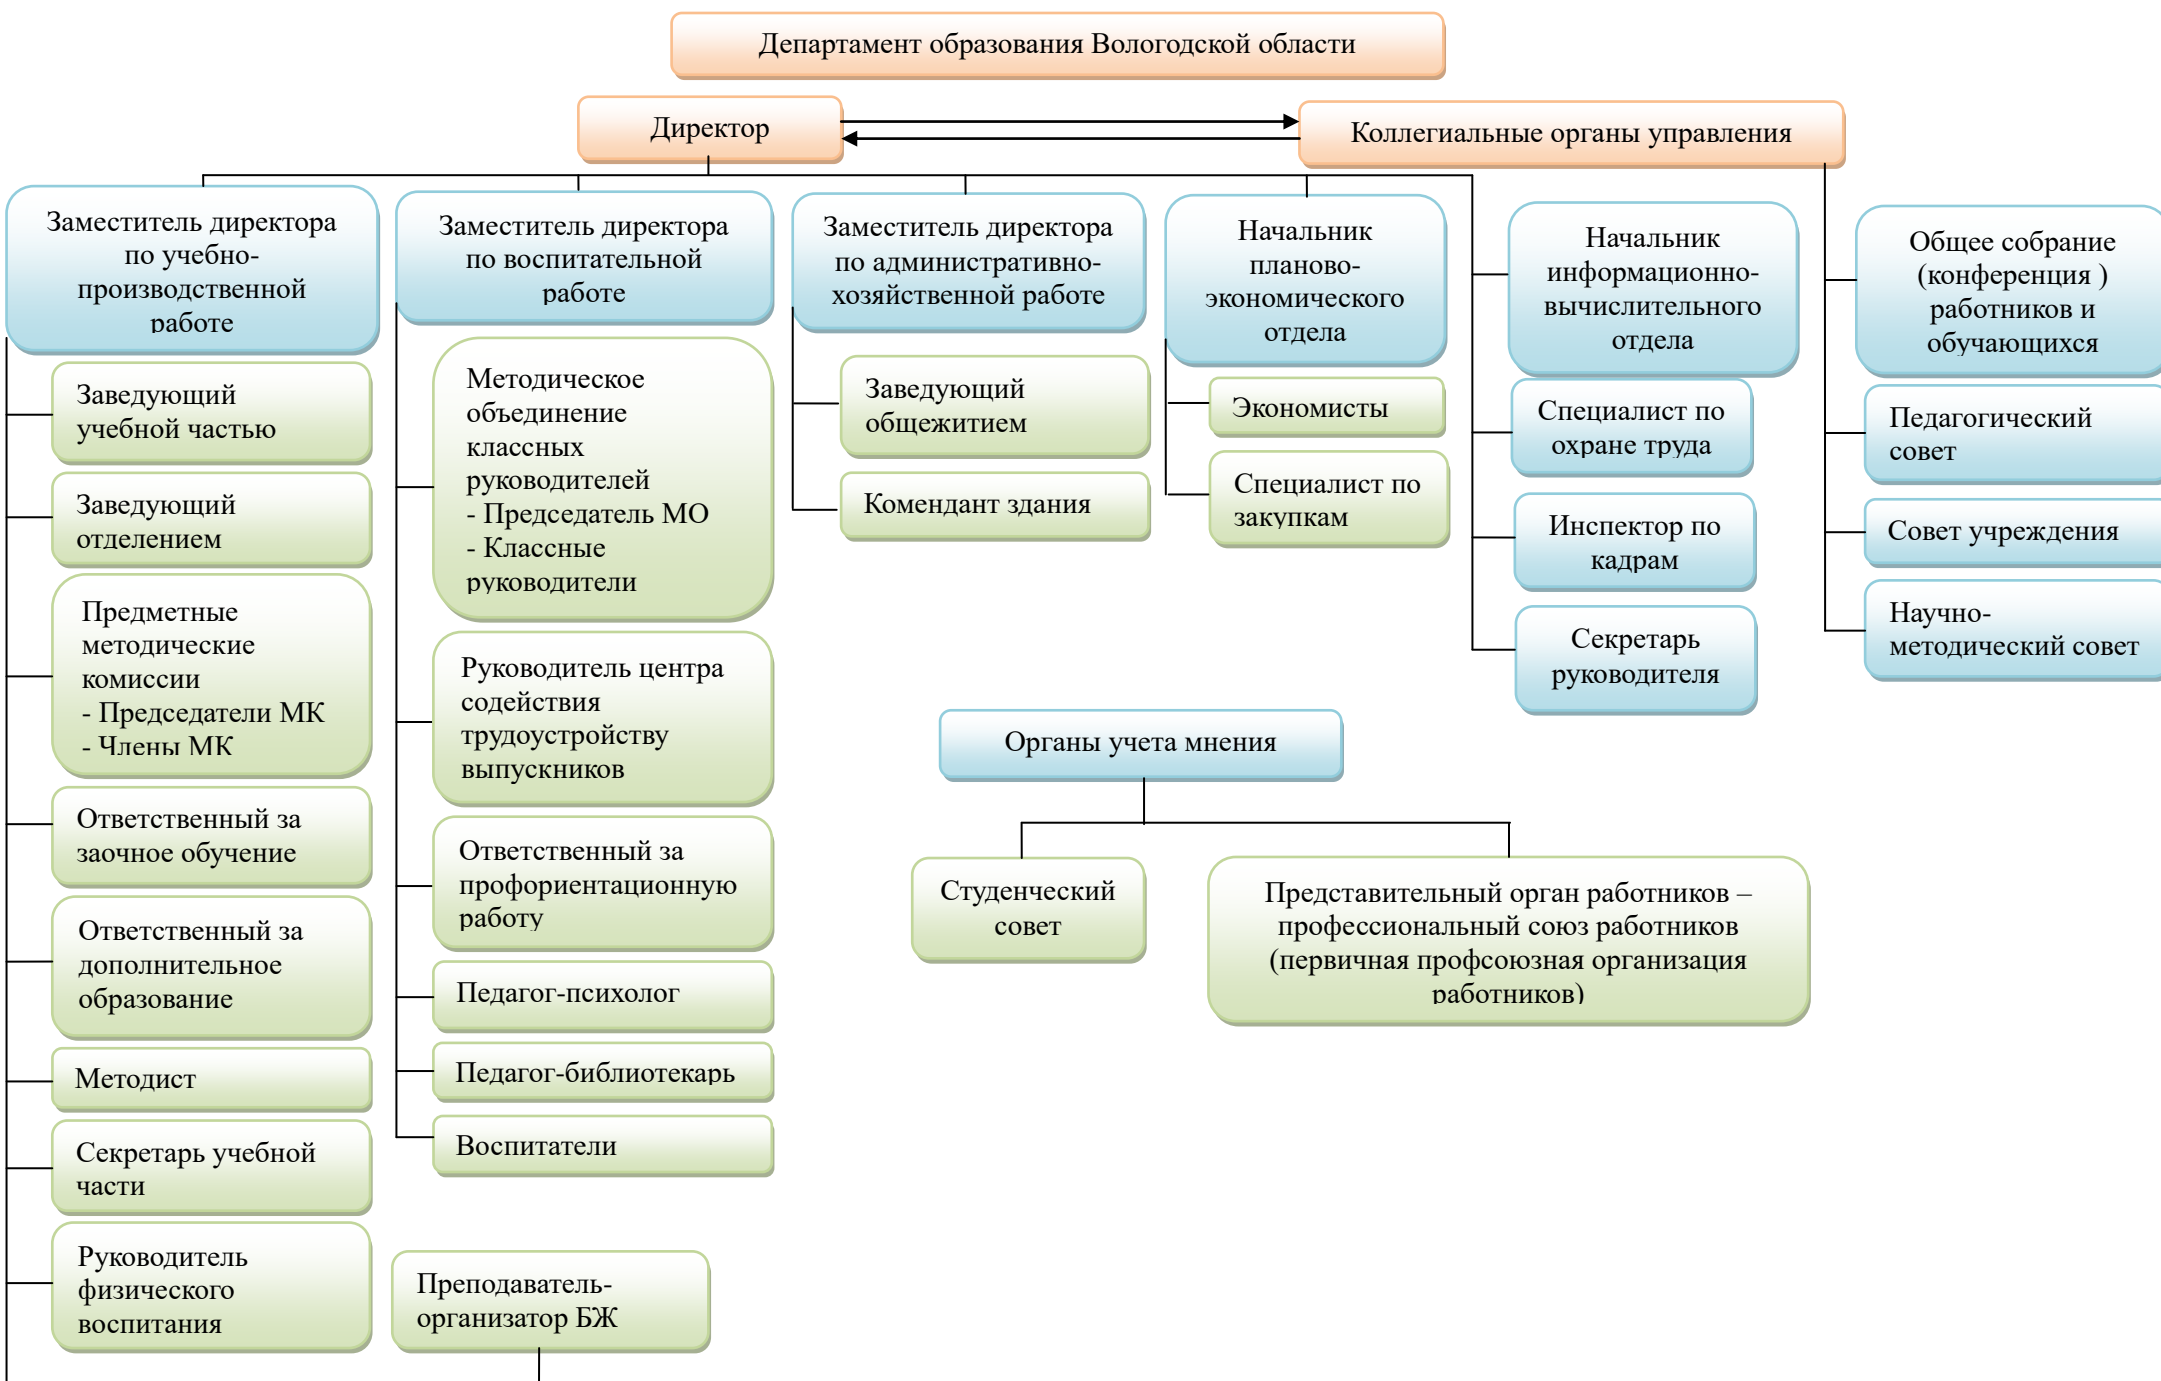 Департамент образования Вологодской области
Директор
Коллегиальные органы управления
Заместитель директора
по учебно-
производственной
работе
Заведующий
учебной частью
Заведующий
отделением
Предметные
методические
комиссии
- Председатели МК
- Члены МК
Ответственный за
заочное обучение
Ответственный за
дополнительное
образование
Методист
Секретарь учебной
части
Руководитель
физического
воспитания
Преподаватель-
организатор БЖ
Заместитель директора
по воспитательной
работе
Методическое
объединение
классных
руководителей
- Председатель МО
- Классные
руководители
Руководитель центра
содействия
трудоустройству
выпускников
Ответственный за
профориентационную
работу
Педагог-психолог
Педагог-библиотекарь
Воспитатели
Заместитель директора
по административно-
хозяйственной работе
Заведующий
общежитием
Комендант здания
Начальник
планово-
экономического
отдела
Экономисты
Специалист по
закупкам
Начальник
информационно-
вычислительного
отдела
Специалист по
охране труда
Инспектор по
кадрам
Секретарь
руководителя
Общее собрание
(конференция )
работников и
обучающихся
Педагогический
совет
Совет учреждения
Научно-
методический совет
Органы учета мнения
Студенческий
совет
Представительный орган работников –
профессиональный союз работников
(первичная профсоюзная организация
работников)